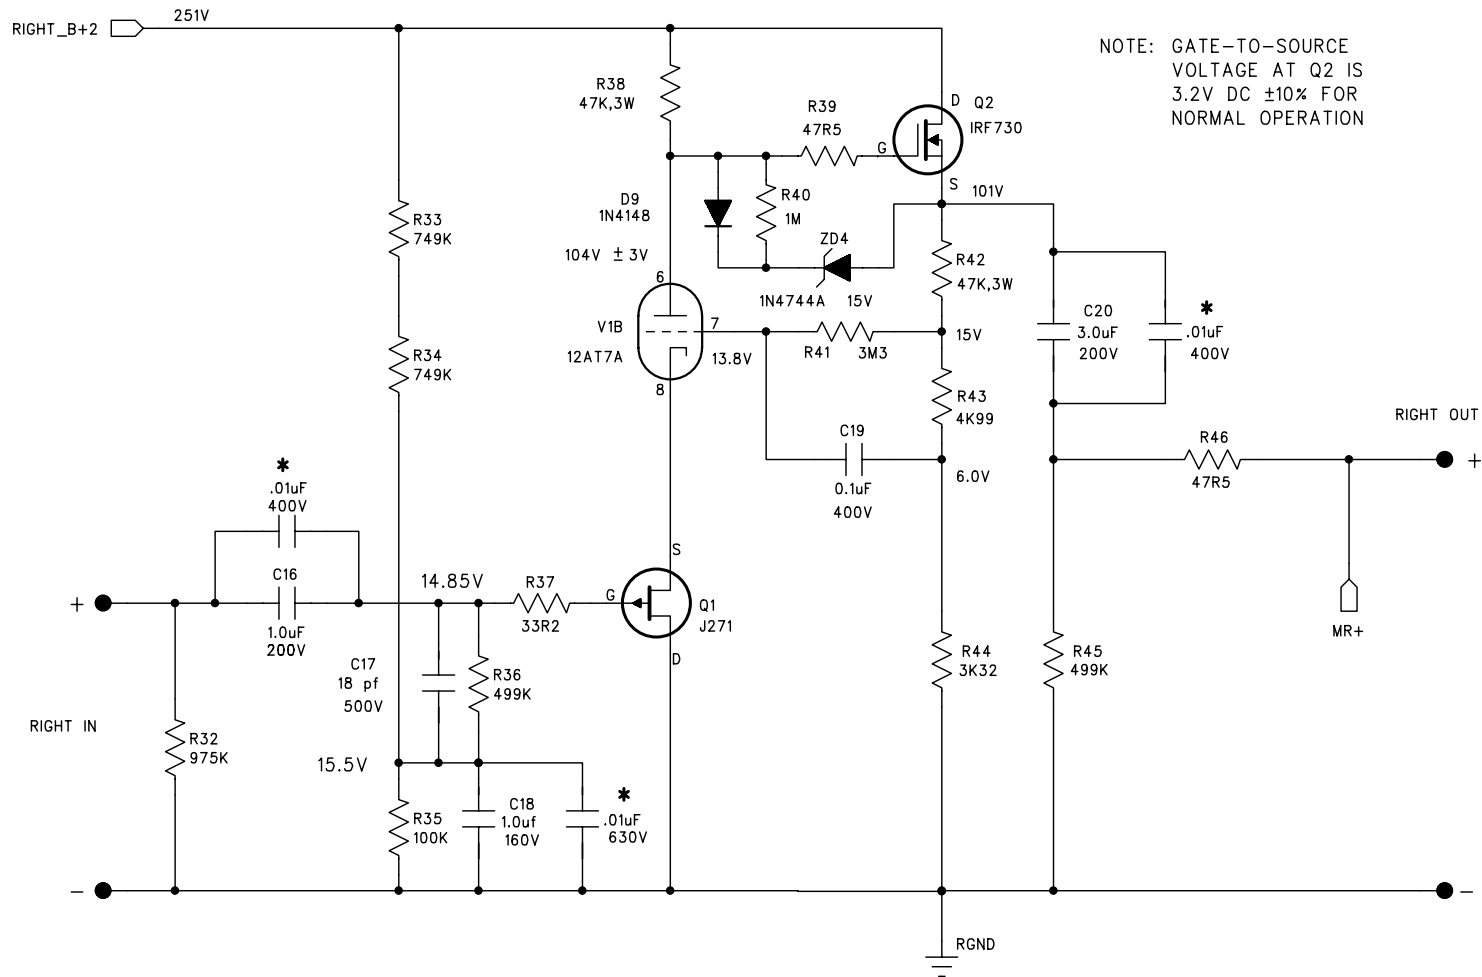 RIGHT_B+2
251V
NOTE: GATE-TO-SOURCE
VOLTAGE AT Q2 IS
3.2V DC ±10% FOR
NORMAL OPERATION
R38
47K,3W
R39
47R5
D
Q2
IRF730
G
S
101V
D9
1N4148
R40
1M
R33
749K
104V ± 3V
ZD4
1N4744A
15V
R42
47K,3W
6
V1B
7
12AT7A
13.8V
8
R41
3M3
15V
C20
3.0uF
200V
*
.01uF
400V
R34
749K
R43
4K99
RIGHT OUT
C19
0.1uF
400V
6.0V
R46
47R5
+
*
.01uF
400V
C16
1.0uF
200V
+
14.85V
R37
33R2
S
G
Q1
J271
D
MR+
C17
18 pf
500V
R36
499K
R44
3K32
R45
499K
RIGHT IN
R32
975K
15.5V
R35
100K
C18
1.0uf
160V
*
.01uF
630V
-
-
RGND